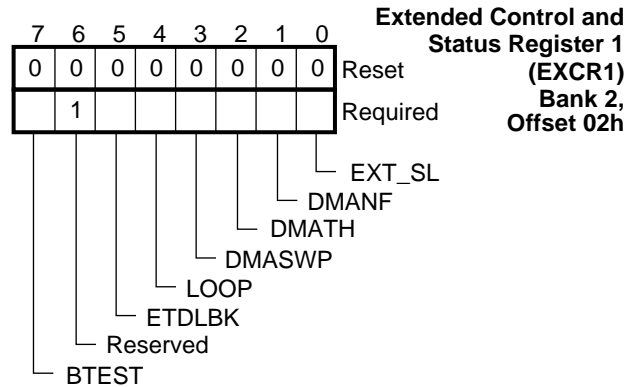 Extended Control and
Status Register 1
(EXCR1)
Bank 2,
Offset 02h
7 6 5 4 3 2 1 0
0 0 0 0 0 0 0 0 Reset
1 Required
EXT_SL
DMANF
DMATH
DMASWP
LOOP
ETDLBK
Reserved
BTEST